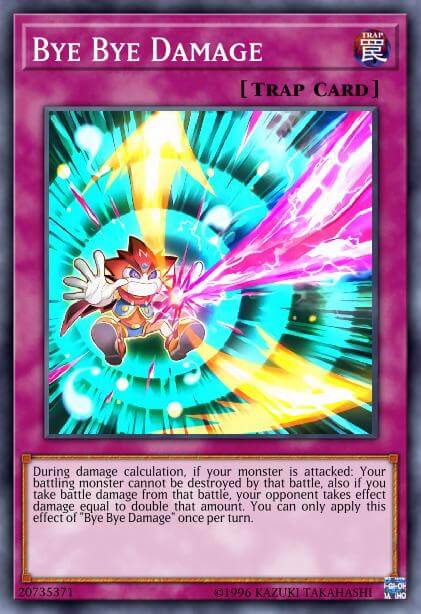 BYE BYE DAMAGE
TRAP
罠
[TRAP CARD]
During damage calculation, if your monster is attacked: Your
battling monster cannot be destroyed by that battle, also if you
take battle damage from that battle, your opponent takes effect
damage equal to double that amount. You can only apply this
effect of "Bye Bye Damage" once per turn.
20735371
©1996 KAZUKI TAKAHASHI